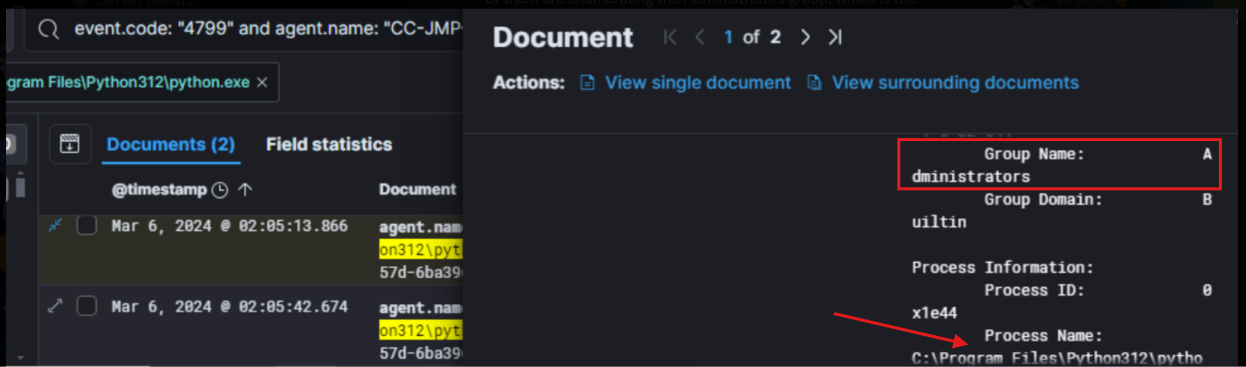 event.code: "4799" and agent.name: "CC-JMP-
gram Files\Python312\python.exe ×
Documents (2) Field statistics
@timestamp Document
Mar 6, 2024 @ 02:05:13.866 agent.nam
on312\pyt
57d-6ba39
Mar 6, 2024 @ 02:05:42.674 agent.nam
on312\pyt
57d-6ba39
Document 1 of 2
Actions: View single document View surrounding documents
Group Name: A
dministrators
Group Domain: B
uiltin
Process Information:
Process ID: 0
x1e44
Process Name:
C:\Program Files\Python312\pytho